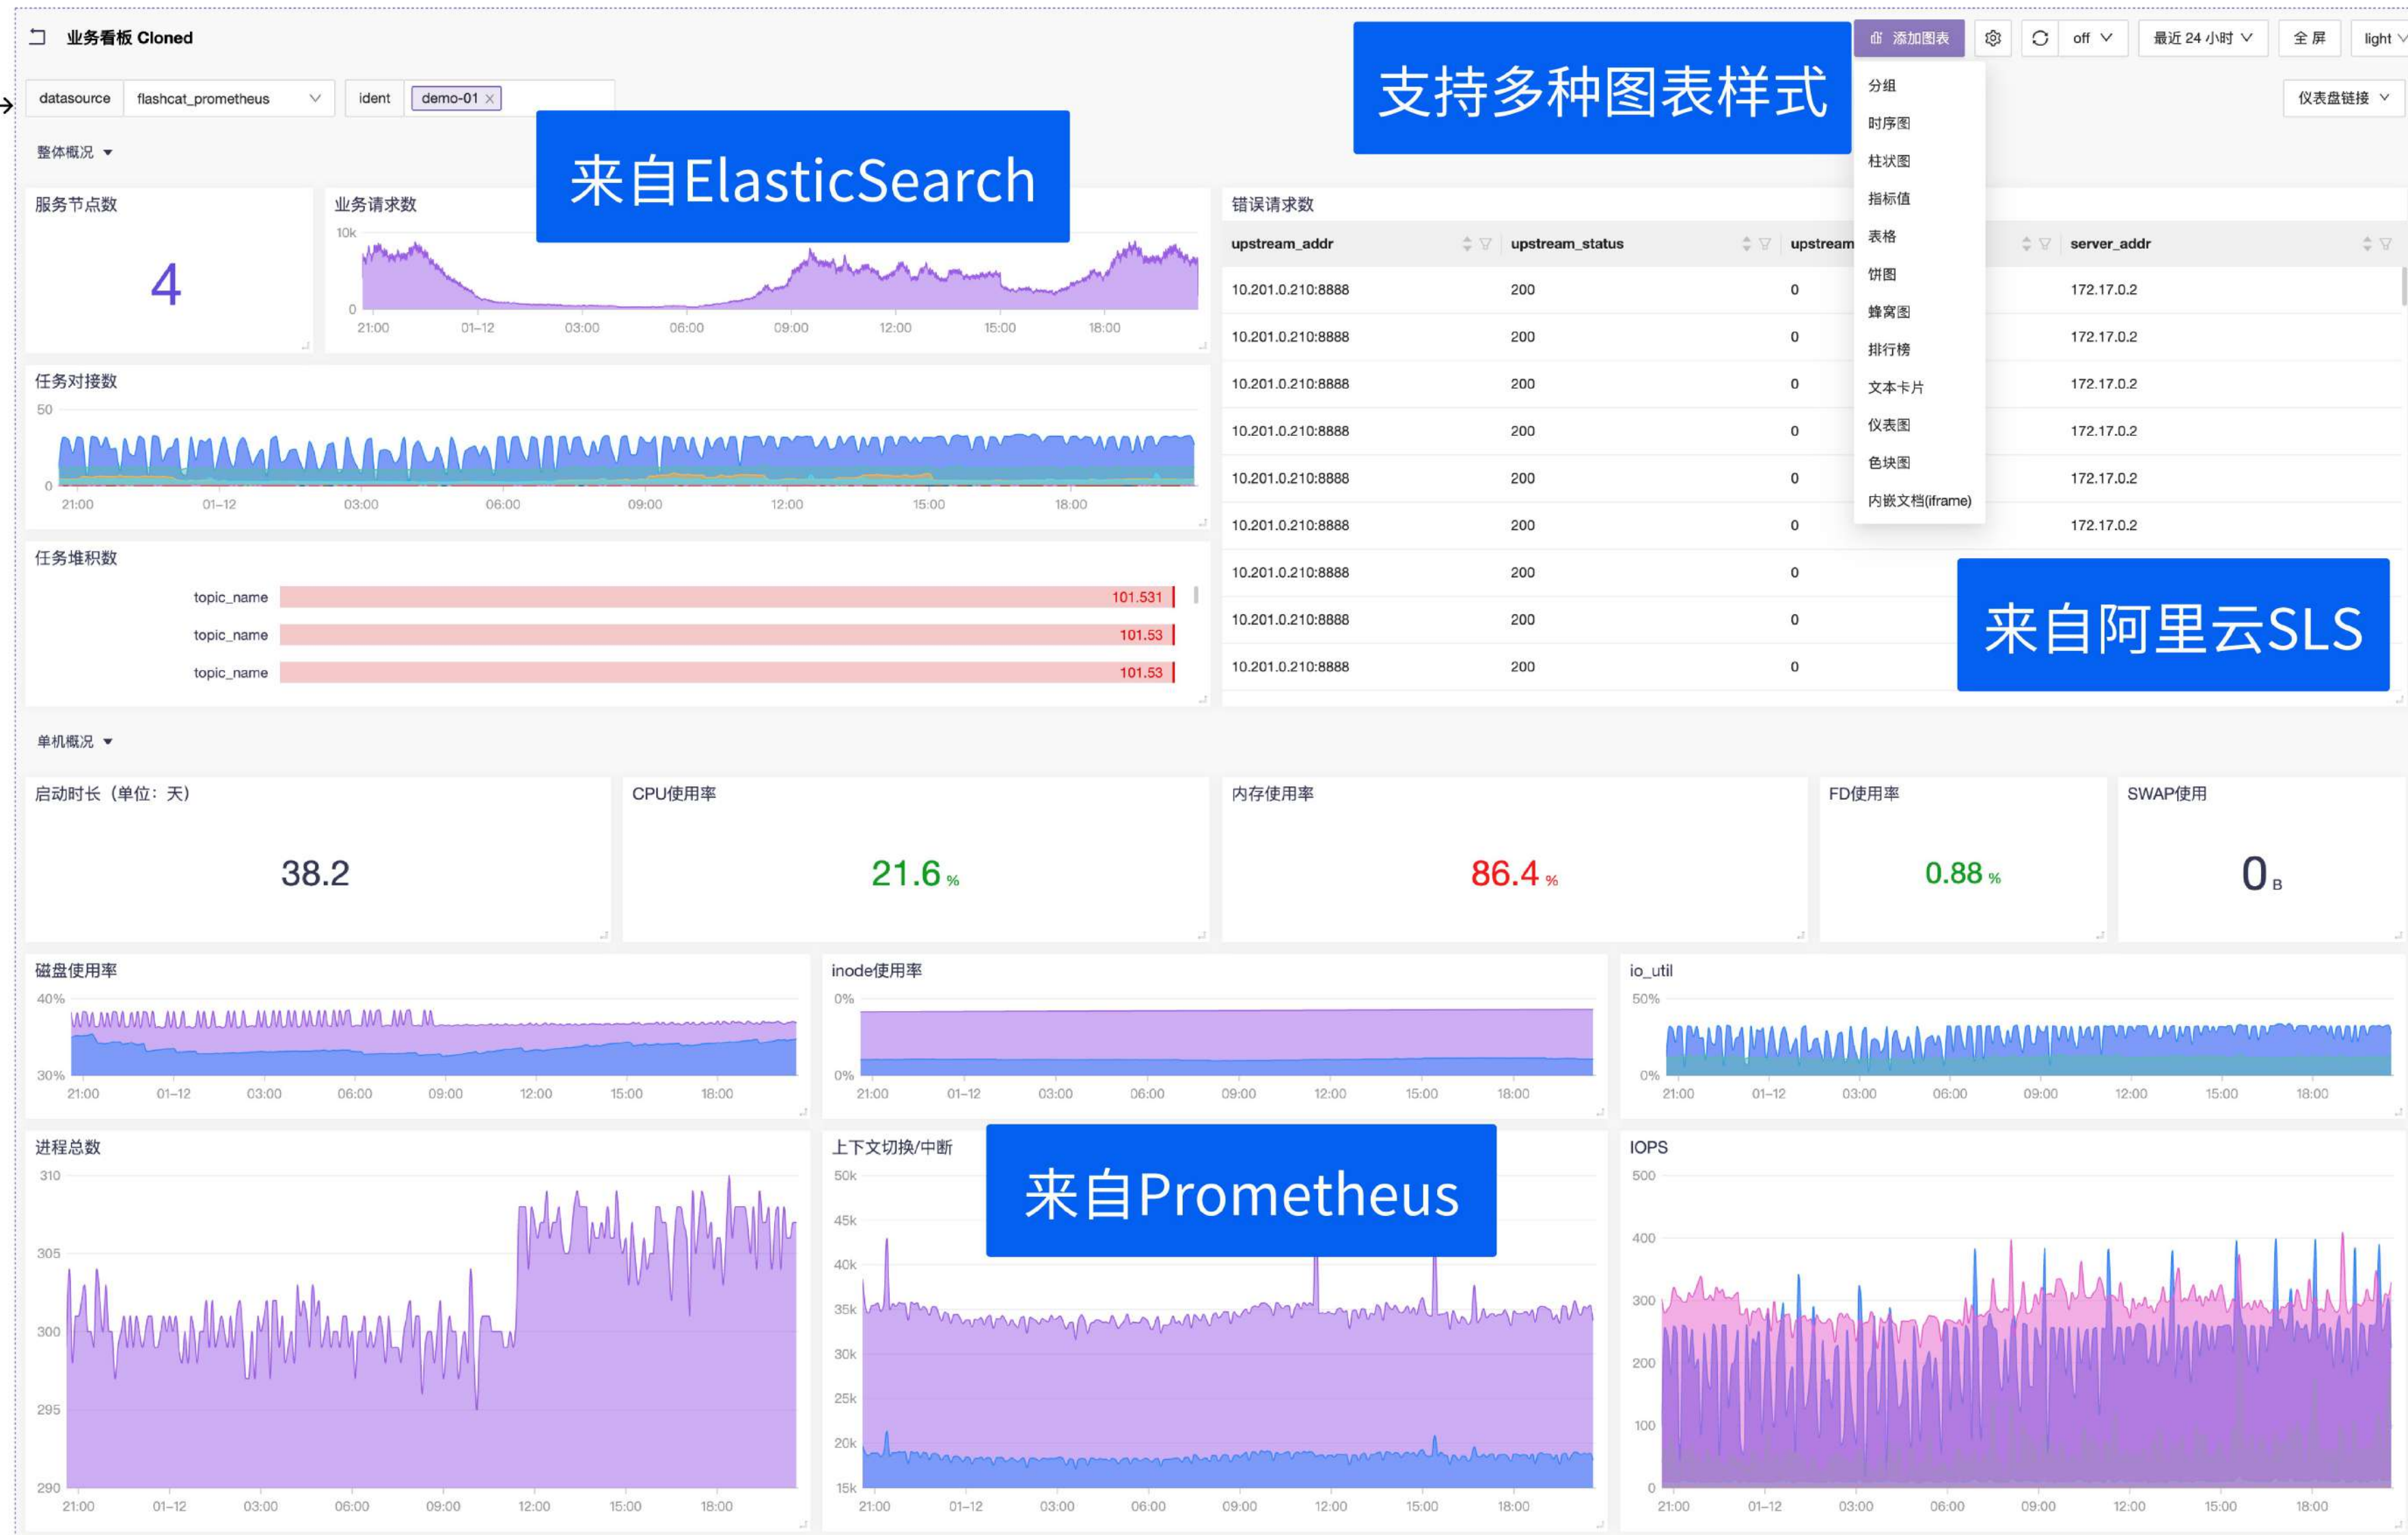 业务看板 Cloned
支持多种图表样式
添加图表
off
最近 24 小时
全 屏
light
datasource
flashcat_prometheus
ident
demo-01 ×
仪表盘链接
分组
时序图
柱状图
指标值
表格
饼图
蜂窝图
排行榜
文本卡片
仪表图
色块图
内嵌文档(iframe)
整体概况
来自ElasticSearch
服务节点数
4
业务请求数
10k
0
21:00 01-12 03:00 06:00 09:00 12:00 15:00 18:00
错误请求数
upstream_addr upstream_status upstream server_addr
10.201.0.210:8888 200 0 172.17.0.2
10.201.0.210:8888 200 0 172.17.0.2
10.201.0.210:8888 200 0 172.17.0.2
10.201.0.210:8888 200 0 172.17.0.2
10.201.0.210:8888 200 0 172.17.0.2
10.201.0.210:8888 200 0 172.17.0.2
10.201.0.210:8888 200 0
10.201.0.210:8888 200 0
10.201.0.210:8888 200 0
来自阿里云SLS
任务对接数
50
0
21:00 01-12 03:00 06:00 09:00 12:00 15:00 18:00
任务堆积数
topic_name 101.531
topic_name 101.53
topic_name 101.53
单机概况
启动时长（单位：天）
38.2
CPU使用率
21.6 %
内存使用率
86.4 %
FD使用率
0.88 %
SWAP使用
0 B
磁盘使用率
40%
30%
21:00 01-12 03:00 06:00 09:00 12:00 15:00 18:00
inode使用率
0%
0%
21:00 01-12 03:00 06:00 09:00 12:00 15:00 18:00
io_util
50%
0%
21:00 01-12 03:00 06:00 09:00 12:00 15:00 18:00
进程总数
310
305
300
295
290
21:00 01-12 03:00 06:00 09:00 12:00 15:00 18:00
上下文切换/中断
来自Prometheus
50k
45k
40k
35k
30k
25k
20k
15k
21:00 01-12 03:00 06:00 09:00 12:00 15:00 18:00
IOPS
500
400
300
200
100
0
21:00 01-12 03:00 06:00 09:00 12:00 15:00 18:00